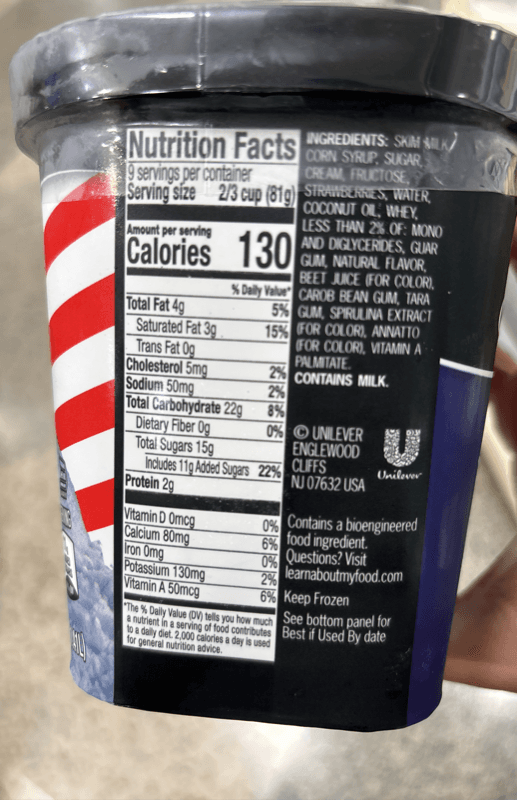 Nutrition Facts
9 servings per container
Serving size 2/3 cup (81g)
Amount per serving
Calories 130
% Daily Value*
Total Fat 4g 5%
Saturated Fat 3g 15%
Trans Fat 0g
Cholesterol 5mg 2%
Sodium 50mg 2%
Total Carbohydrate 22g 8%
Dietary Fiber 0g 0%
Total Sugars 15g
Includes 11g Added Sugars 22%
Protein 2g
Vitamin D 0mcg 0%
Calcium 80mg 6%
Iron 0mg 0%
Potassium 130mg 2%
Vitamin A 50mcg 6%
*The % Daily Value (DV) tells you how much
a nutrient in a serving of food contributes
to a daily diet. 2,000 calories a day is used
for general nutrition advice.
INGREDIENTS: SKIM MILK,
CORN SYRUP, SUGAR,
CREAM, FRUCTOSE,
STRAWBERRIES, WATER,
COCONUT OIL, WHEY,
LESS THAN 2% OF: MONO
AND DIGLYCERIDES, GUAR
GUM, NATURAL FLAVOR,
BEET JUICE (FOR COLOR),
CAROB BEAN GUM, TARA
GUM, SPIRULINA EXTRACT
(FOR COLOR), ANNATTO
(FOR COLOR), VITAMIN A
PALMITATE.
CONTAINS MILK.
© UNILEVER
ENGLEWOOD
CLIFFS
NJ 07632 USA
Unilever
Contains a bioengineered
food ingredient.
Questions? Visit
learnaboutmyfood.com
Keep Frozen
See bottom panel for
Best if Used By date